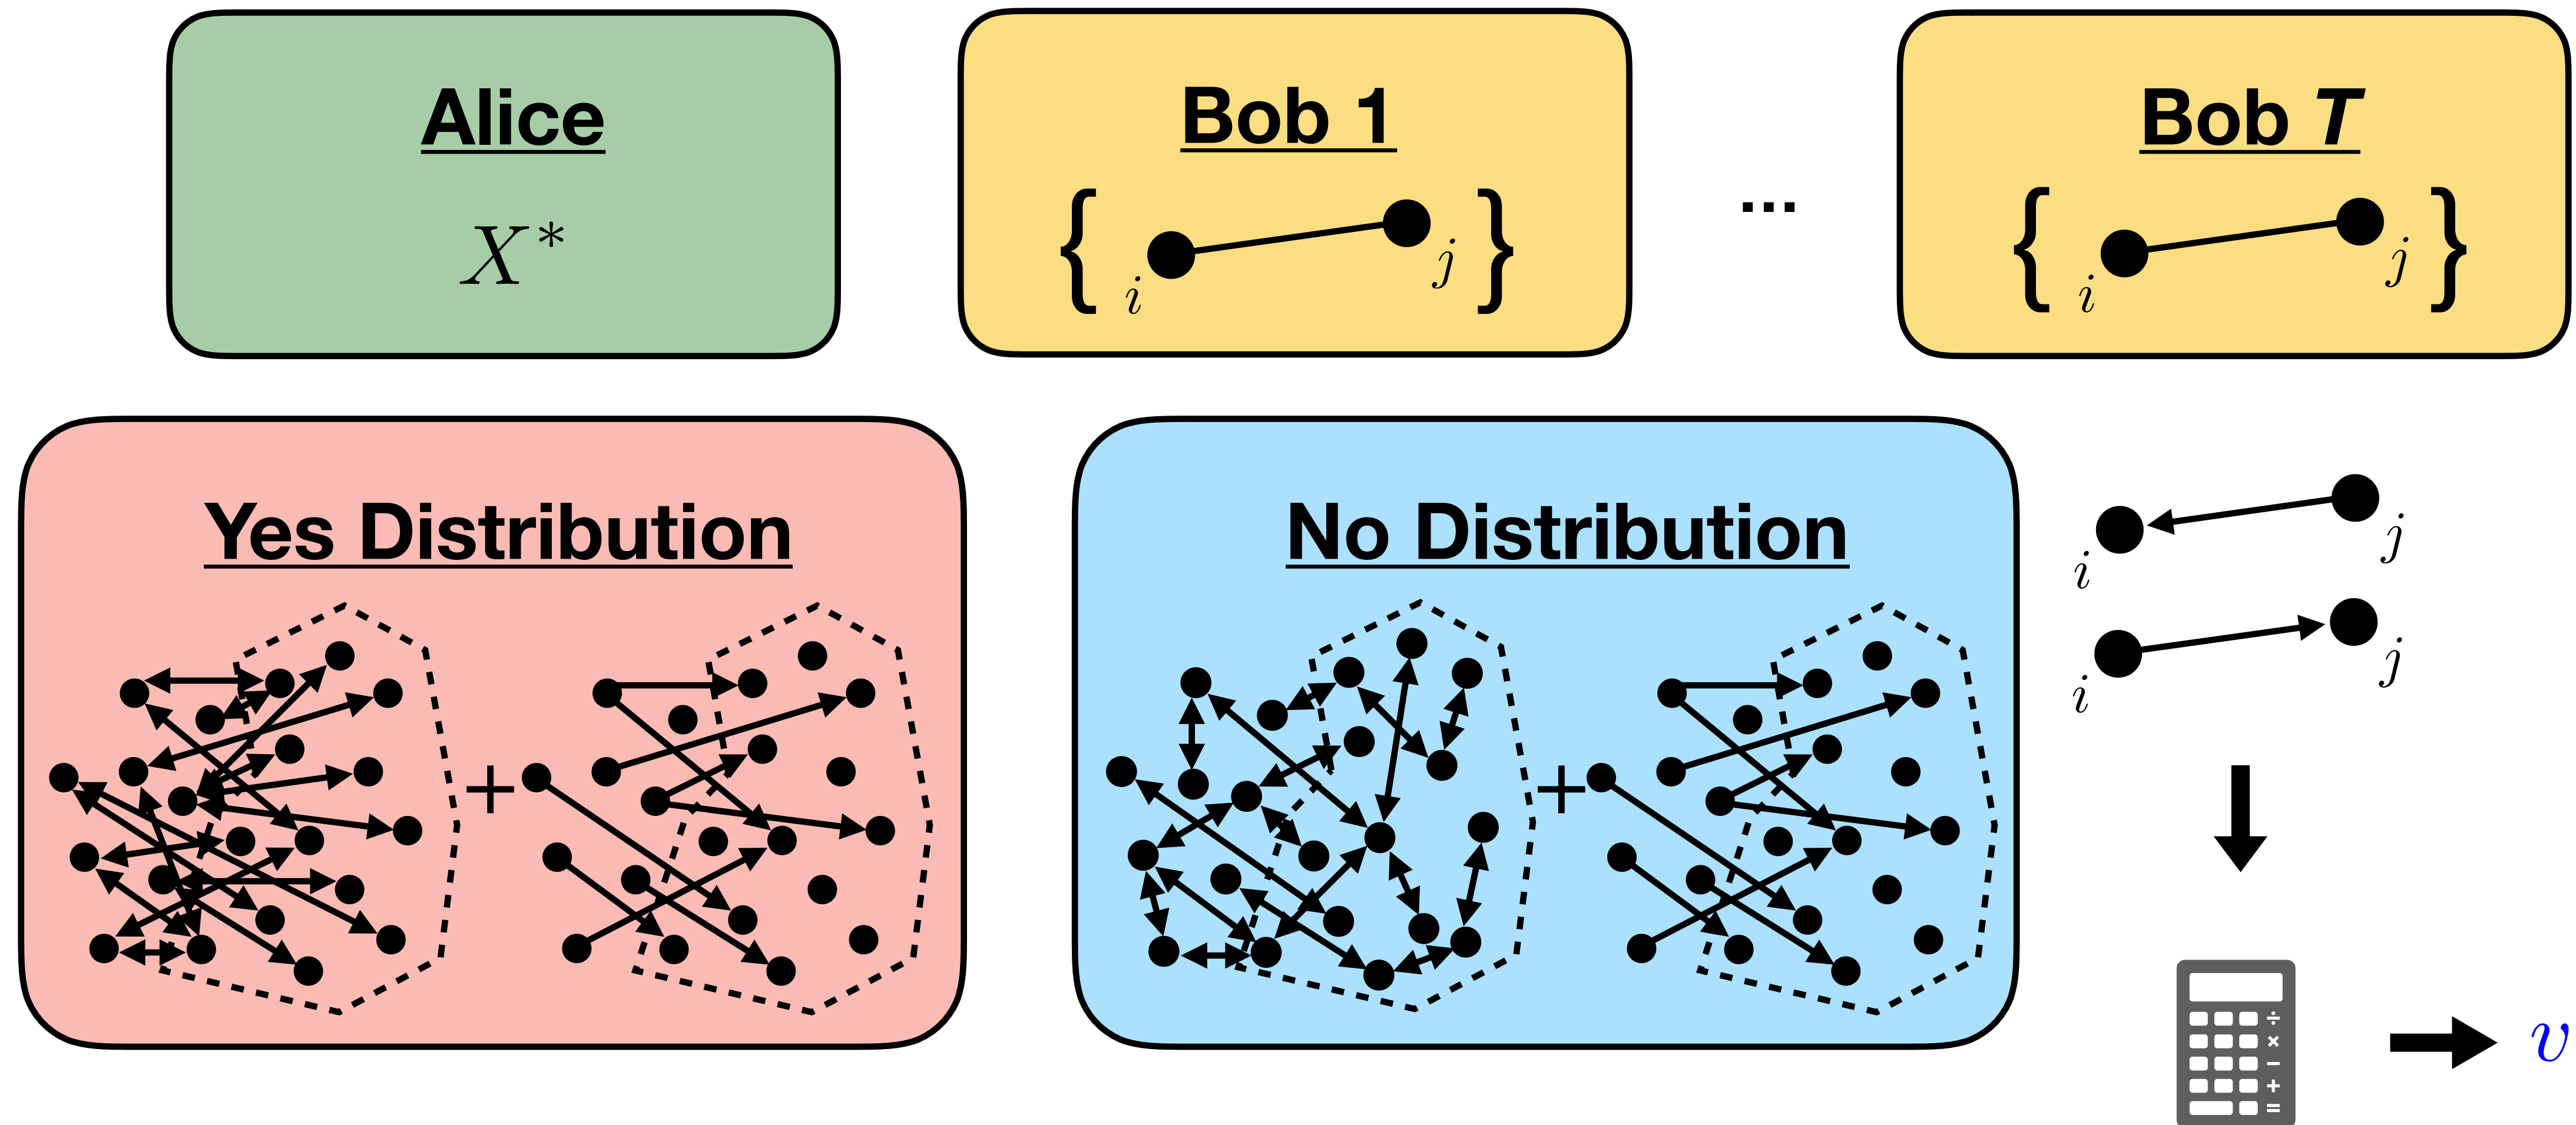 Alice
X*
Bob 1
{ i j }
...
Bob T
{ i j }
Yes Distribution
+
No Distribution
+
i j
i j
÷
×
−
+
=
v